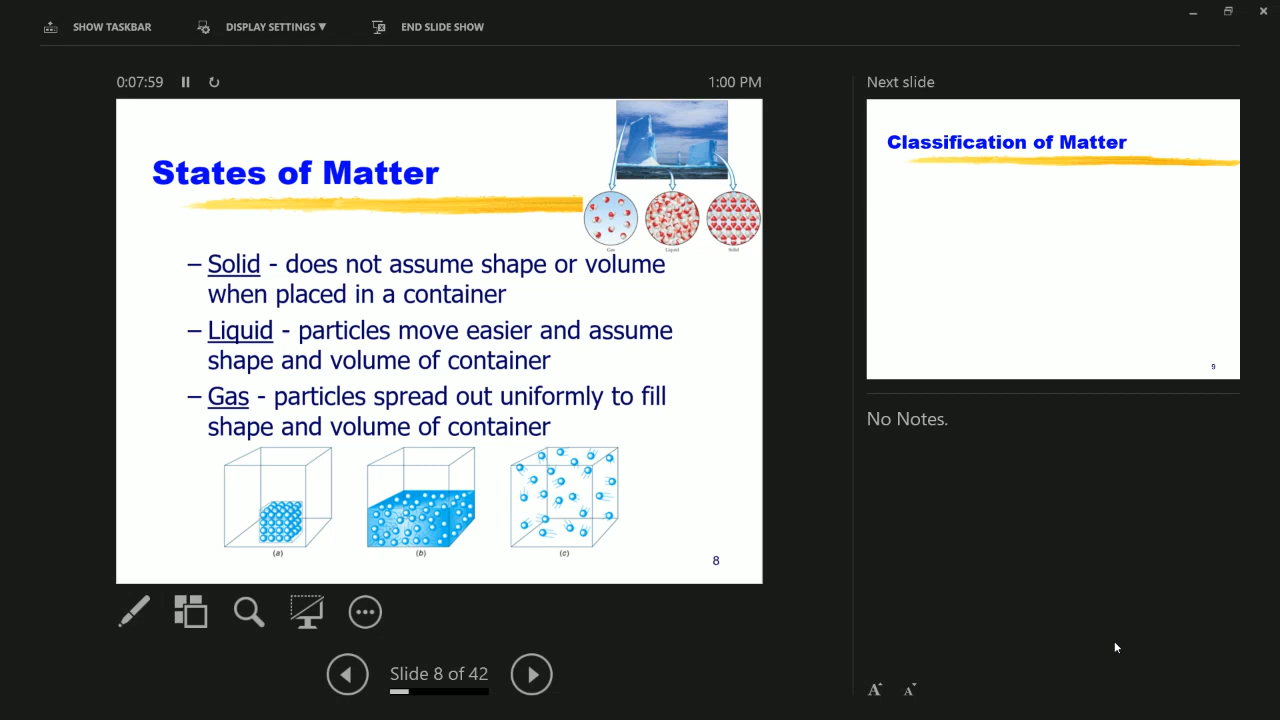 SHOW TASKBAR
DISPLAY SETTINGS ▼
END SLIDE SHOW
0:07:59
1:00 PM
States of Matter
Gas
Liquid
Solid
– Solid - does not assume shape or volume
when placed in a container
– Liquid - particles move easier and assume
shape and volume of container
– Gas - particles spread out uniformly to fill
shape and volume of container
(a)
(b)
(c)
8
Slide 8 of 42
Next slide
Classification of Matter
9
No Notes.
A
A